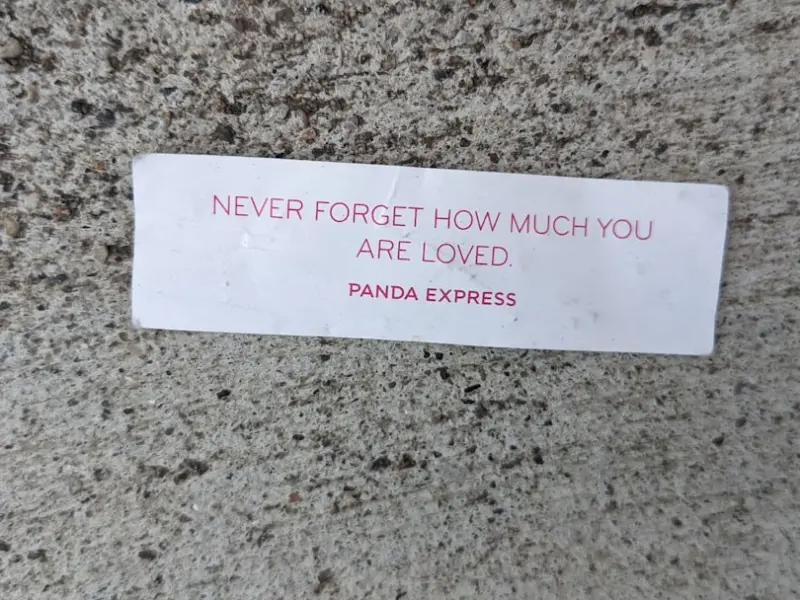 NEVER FORGET HOW MUCH YOU
ARE LOVED.
PANDA EXPRESS